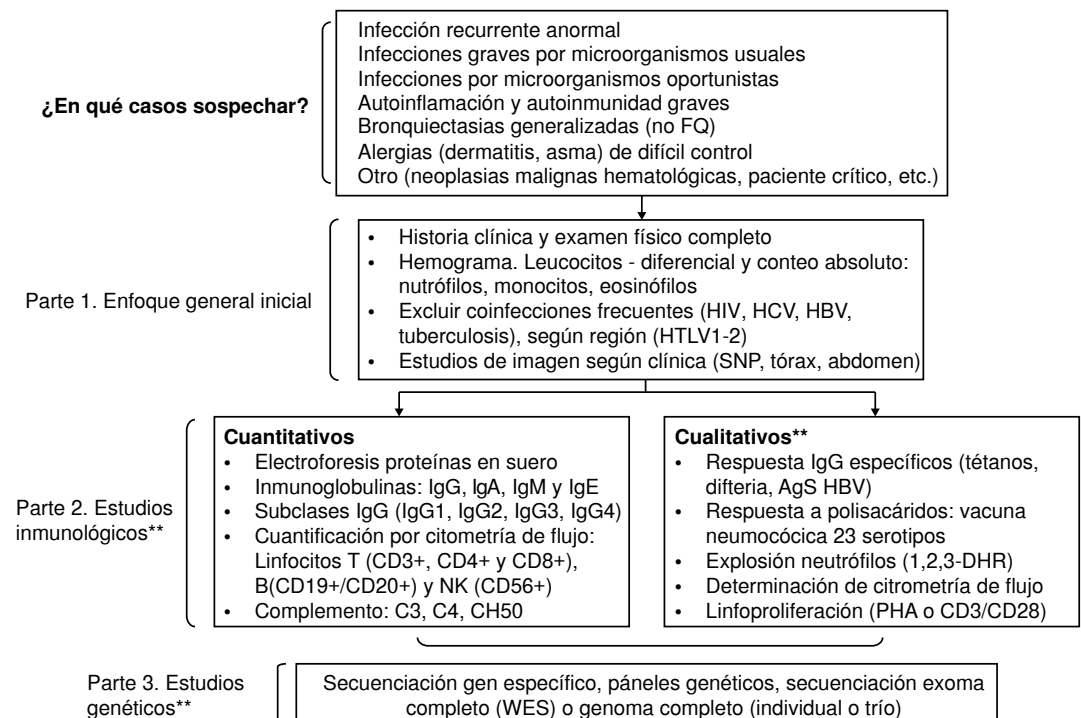 ¿En qué casos sospechar?
Infección recurrente anormal
Infecciones graves por microorganismos usuales
Infecciones por microorganismos oportunistas
Autoinflamación y autoinmunidad graves
Bronquiectasias generalizadas (no FQ)
Alergias (dermatitis, asma) de difícil control
Otro (neoplasias malignas hematológicas, paciente crítico, etc.)
Parte 1. Enfoque general inicial
• Historia clínica y examen físico completo
• Hemograma. Leucocitos - diferencial y conteo absoluto:
nutrófilos, monocitos, eosinófilos
• Excluir coinfecciones frecuentes (HIV, HCV, HBV,
tuberculosis), según región (HTLV1-2)
• Estudios de imagen según clínica (SNP, tórax, abdomen)
Parte 2. Estudios
inmunológicos**
Cuantitativos
• Electroforesis proteínas en suero
• Inmunoglobulinas: IgG, IgA, IgM y IgE
• Subclases IgG (IgG1, IgG2, IgG3, IgG4)
• Cuantificación por citometría de flujo:
Linfocitos T (CD3+, CD4+ y CD8+),
B(CD19+/CD20+) y NK (CD56+)
• Complemento: C3, C4, CH50
Cualitativos**
• Respuesta IgG específicos (tétanos,
difteria, AgS HBV)
• Respuesta a polisacáridos: vacuna
neumocócica 23 serotipos
• Explosión neutrófilos (1,2,3-DHR)
• Determinación de citrometría de flujo
• Linfoproliferación (PHA o CD3/CD28)
Parte 3. Estudios
genéticos**
Secuenciación gen específico, páneles genéticos, secuenciación exoma
completo (WES) o genoma completo (individual o trío)